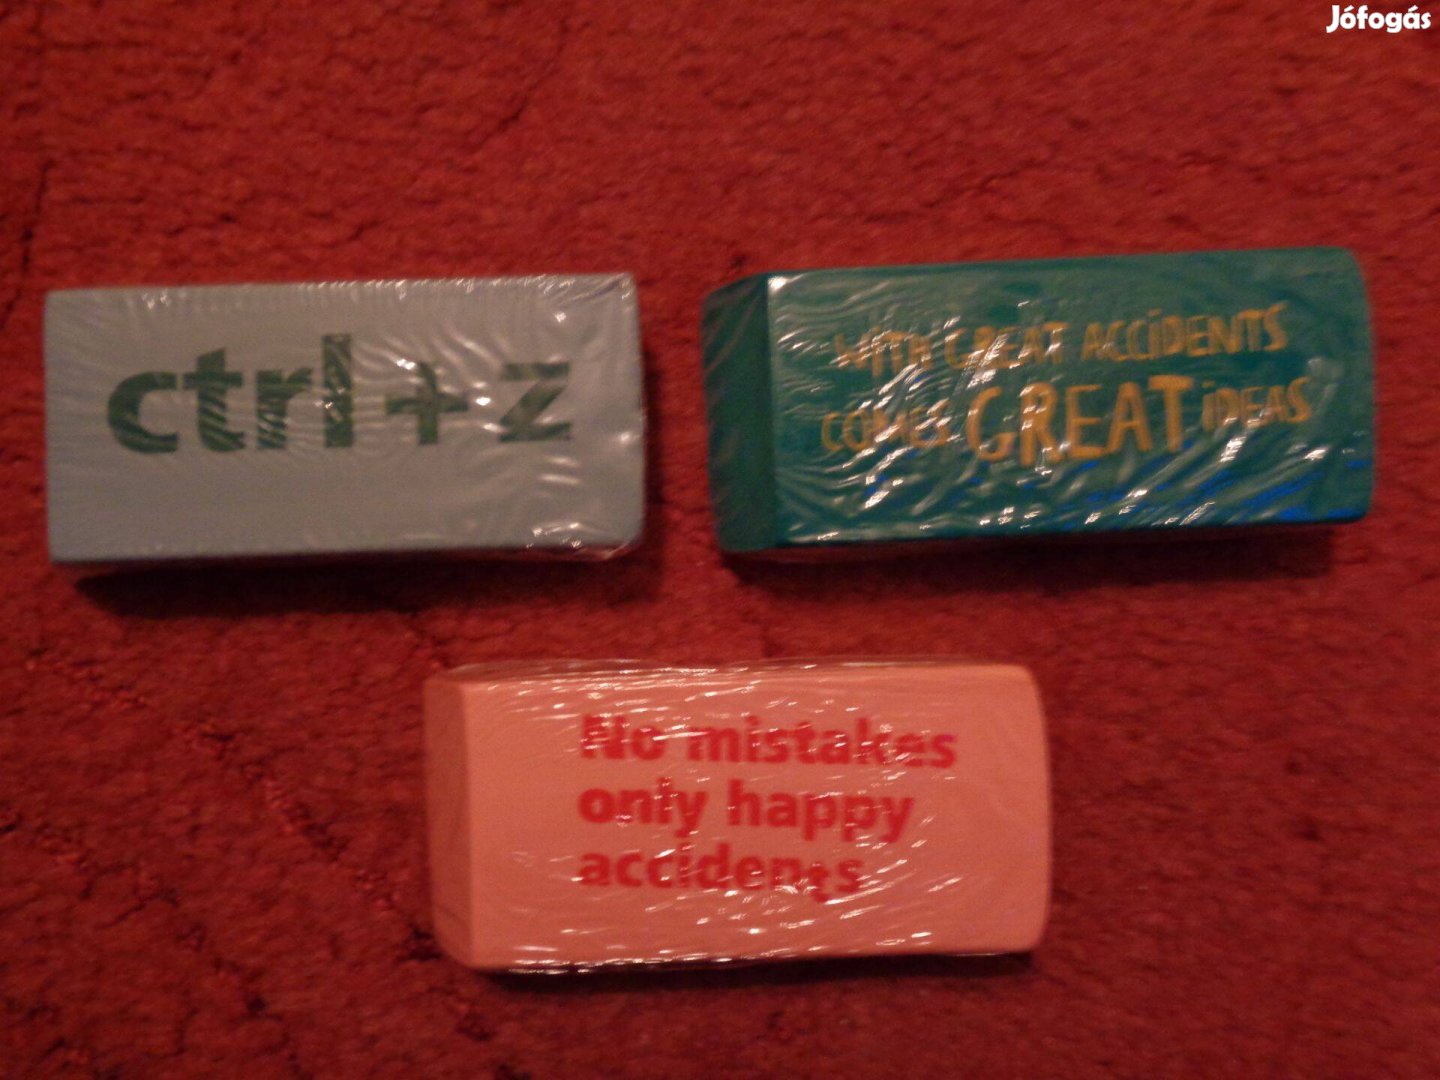 Jófogás
ctrl+z
WiTH GREAT ACCiDENTS
COMES GREAT iDEAS
No mistakes
only happy
accidents